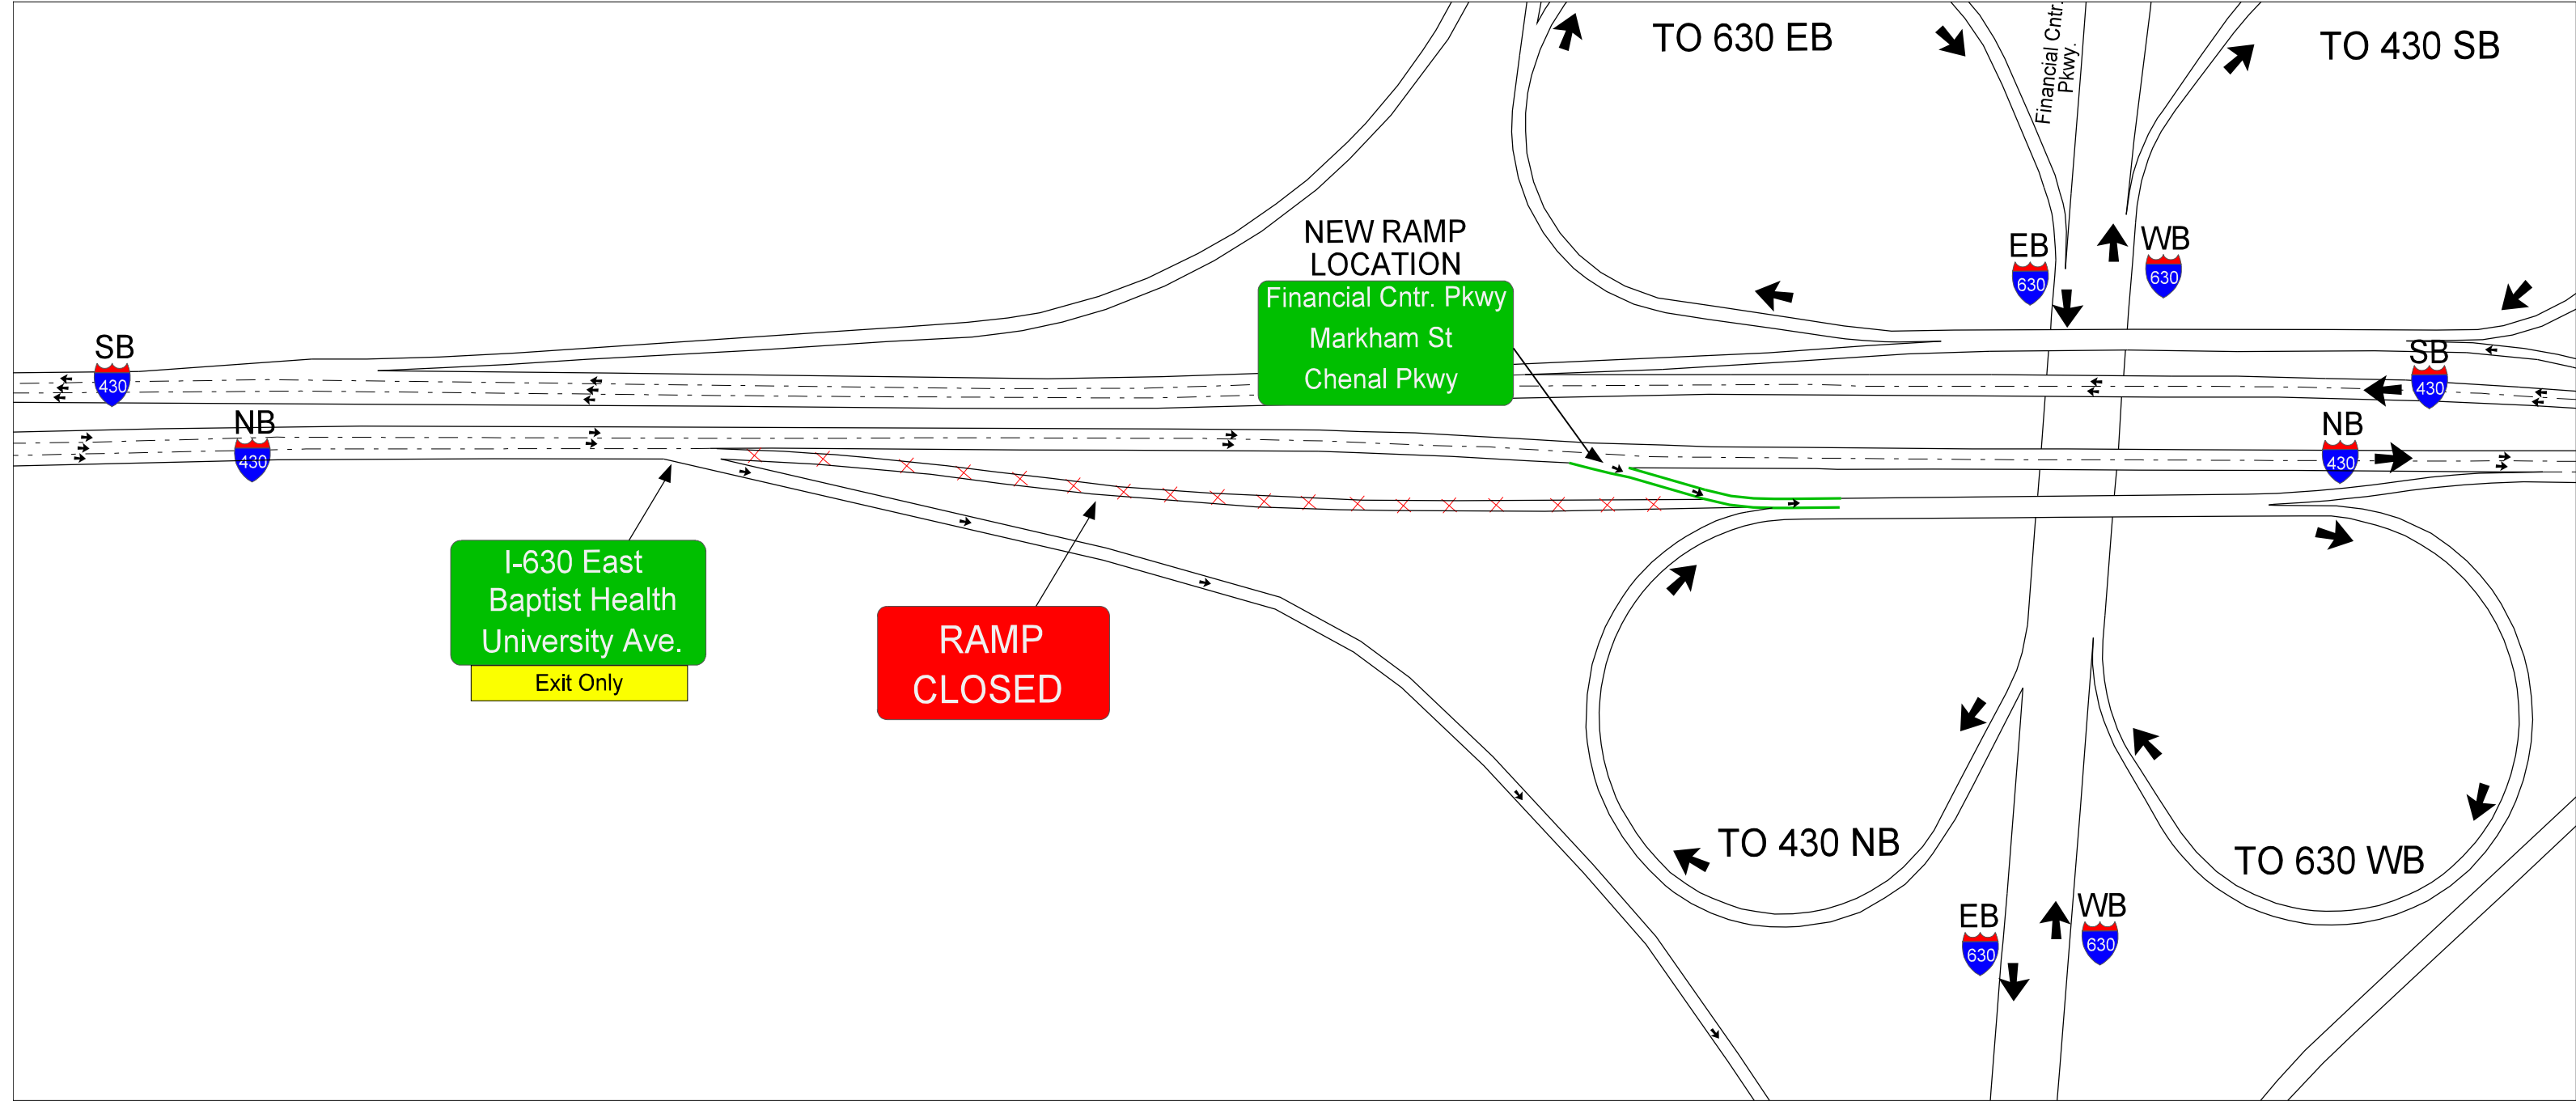 TO 630 EB
Financial Cntr.
Pkwy.
TO 430 SB
NEW RAMP
LOCATION
Financial Cntr. Pkwy
Markham St
Chenal Pkwy
EB
630
WB
630
SB
430
SB
430
NB
430
NB
430
I-630 East
Baptist Health
University Ave.
Exit Only
RAMP
CLOSED
TO 430 NB
TO 630 WB
EB
630
WB
630